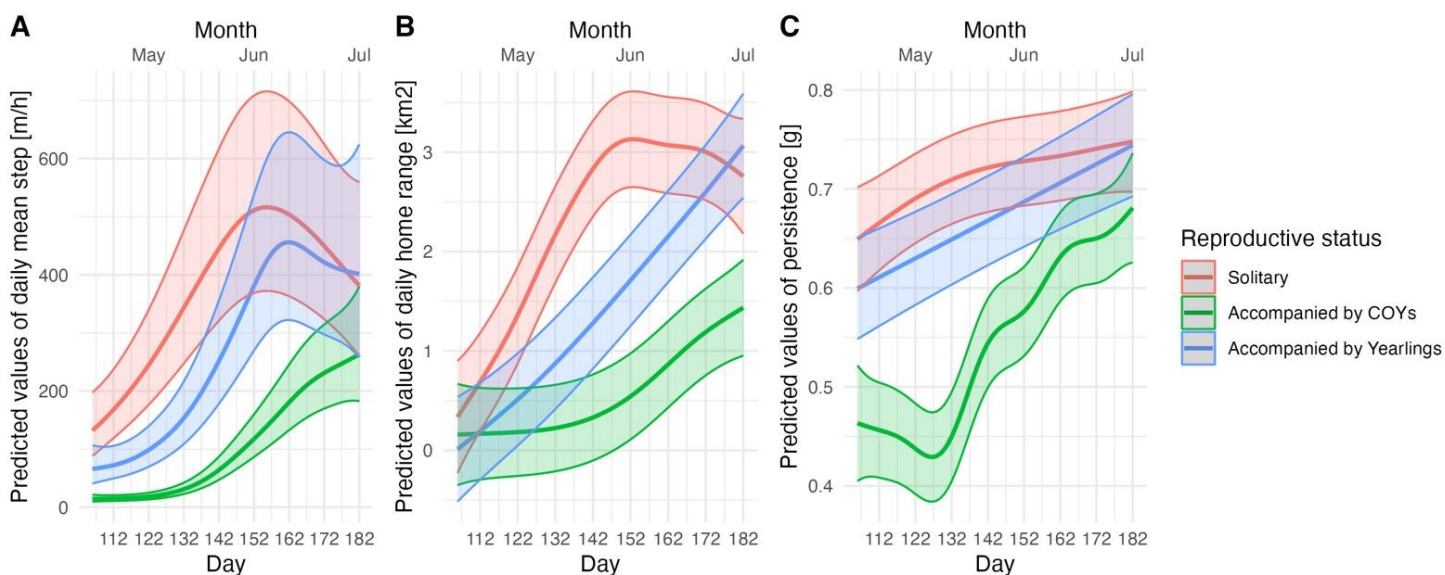 A
Month
May Jun Jul
Predicted values of daily mean step [m/h]
600
400
200
0
112 122 132 142 152 162 172 182
Day
B
Month
May Jun Jul
Predicted values of daily home range [km2]
3
2
1
0
112 122 132 142 152 162 172 182
Day
C
Month
May Jun Jul
Predicted values of persistence [g]
0.8
0.7
0.6
0.5
0.4
112 122 132 142 152 162 172 182
Day
Reproductive status
Solitary
Accompanied by COYs
Accompanied by Yearlings